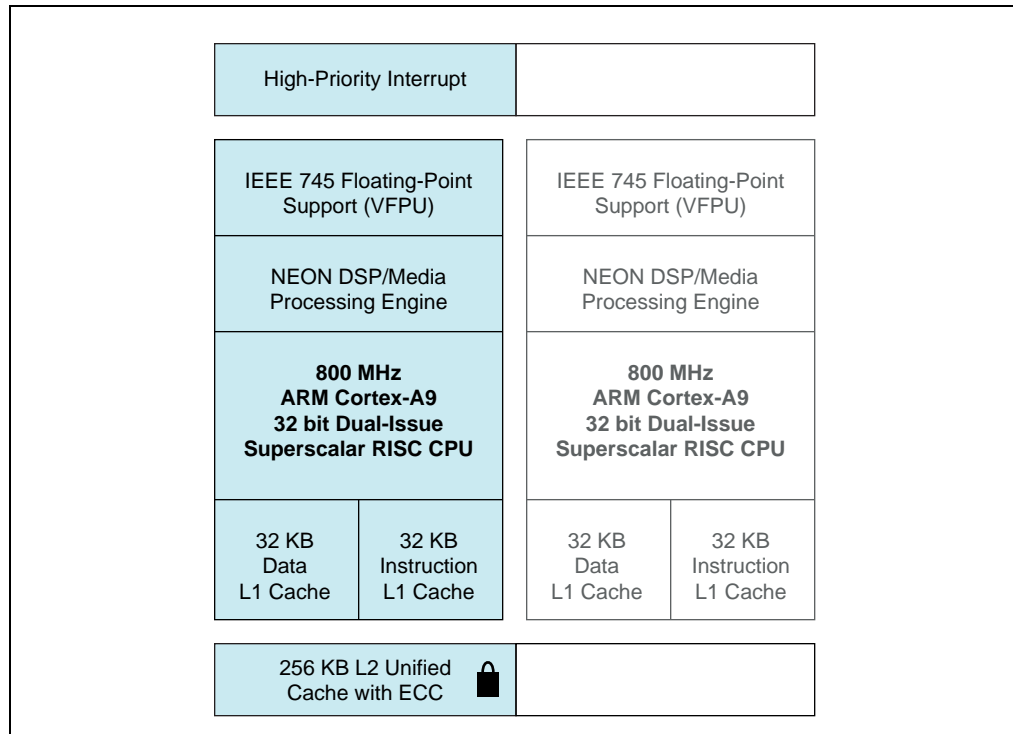 High-Priority Interrupt
IEEE 745 Floating-Point
Support (VFPU)
NEON DSP/Media
Processing Engine
800 MHz
ARM Cortex-A9
32 bit Dual-Issue
Superscalar RISC CPU
32 KB
Data
L1 Cache
32 KB
Instruction
L1 Cache
IEEE 745 Floating-Point
Support (VFPU)
NEON DSP/Media
Processing Engine
800 MHz
ARM Cortex-A9
32 bit Dual-Issue
Superscalar RISC CPU
32 KB
Data
L1 Cache
32 KB
Instruction
L1 Cache
256 KB L2 Unified
Cache with ECC